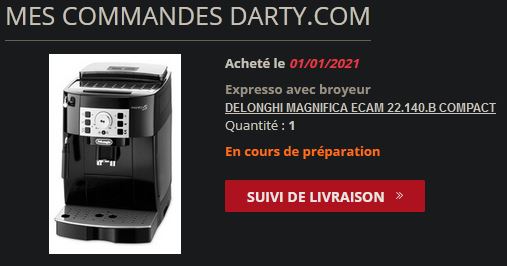 MES COMMANDES DARTY.COM
Acheté le 01/01/2021
Expresso avec broyeur
DELONGHI MAGNIFICA ECAM 22.140.B COMPACT
Quantité : 1
En cours de préparation
SUIVI DE LIVRAISON »
DeLonghi